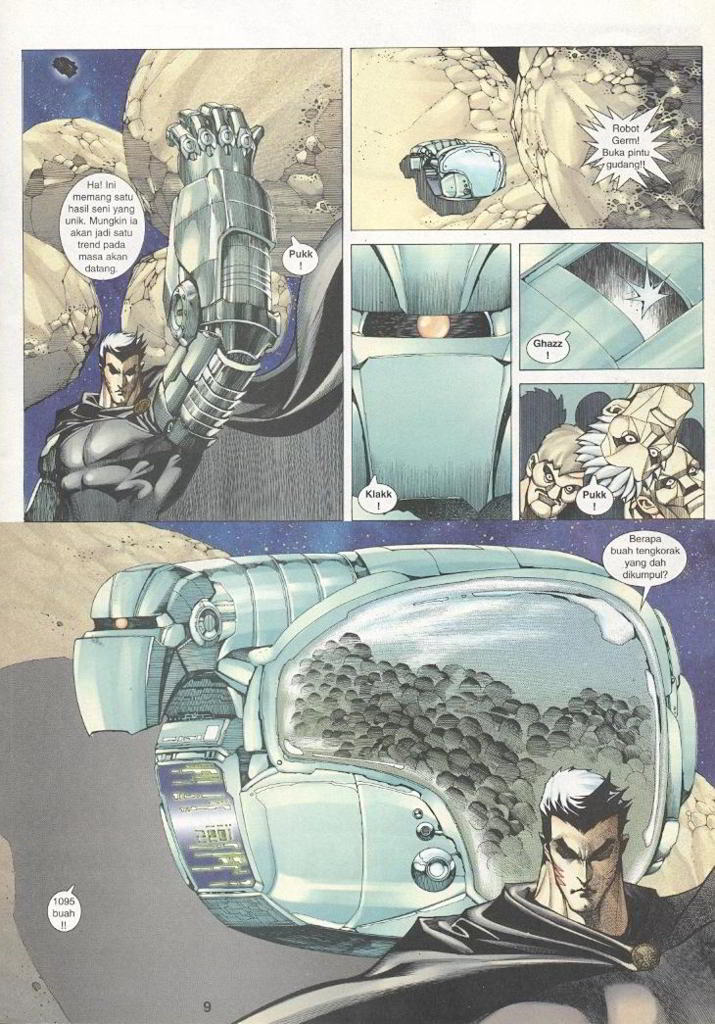 Ha! Ini
memang satu
hasil seni yang
unik. Mungkin ia
akan jadi satu
trend pada
masa akan
datang.
Pukk
!
Robot
Germ!
Buka pintu
gudang!!
Klakk
!
Ghazz
!
Pukk
!
Berapa
buah tengkorak
yang dah
dikumpul?
1095
buah
!!
9